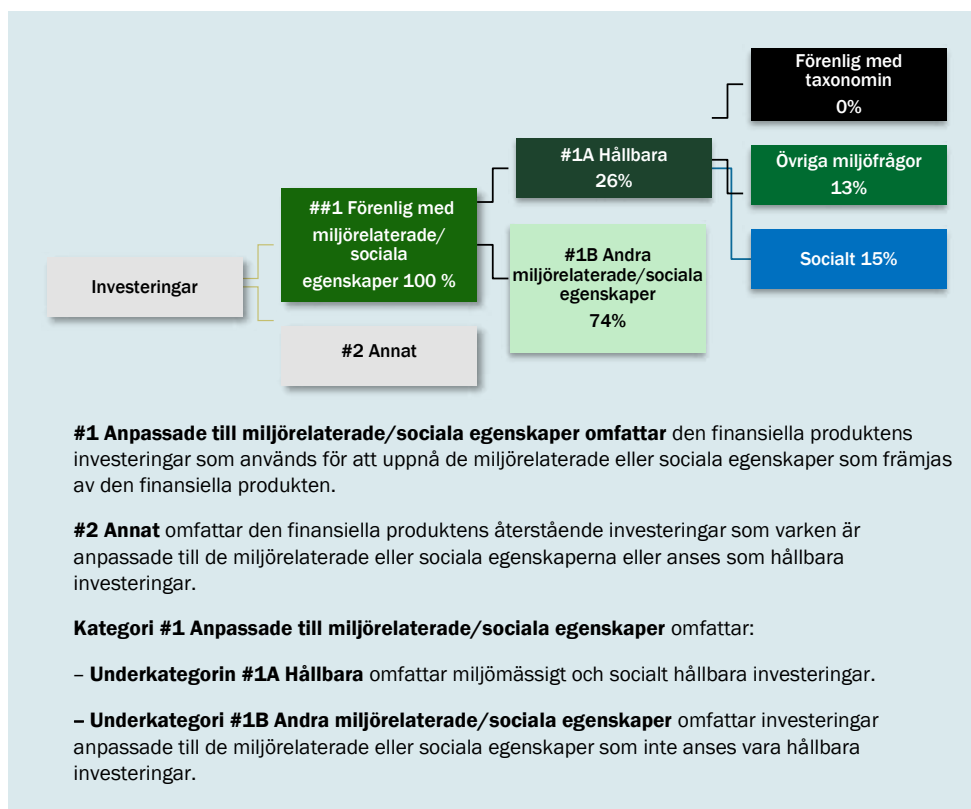 Förenlig med
taxonomin
0%
#1A Hållbara
26%
Övriga miljöfrågor
13%
##1 Förenlig med
miljörelaterade/
sociala
egenskaper 100 %
#1B Andra
miljörelaterade/sociala
egenskaper
74%
Socialt 15%
Investeringar
#2 Annat
#1 Anpassade till miljörelaterade/sociala egenskaper omfattar den finansiella produktens
investeringar som används för att uppnå de miljörelaterade eller sociala egenskaper som främjas
av den finansiella produkten.
#2 Annat omfattar den finansiella produktens återstående investeringar som varken är
anpassade till de miljörelaterade eller sociala egenskaperna eller anses som hållbara
investeringar.
Kategori #1 Anpassade till miljörelaterade/sociala egenskaper omfattar:
– Underkategorin #1A Hållbara omfattar miljömässigt och socialt hållbara investeringar.
– Underkategori #1B Andra miljörelaterade/sociala egenskaper omfattar investeringar
anpassade till de miljörelaterade eller sociala egenskaper som inte anses vara hållbara
investeringar.